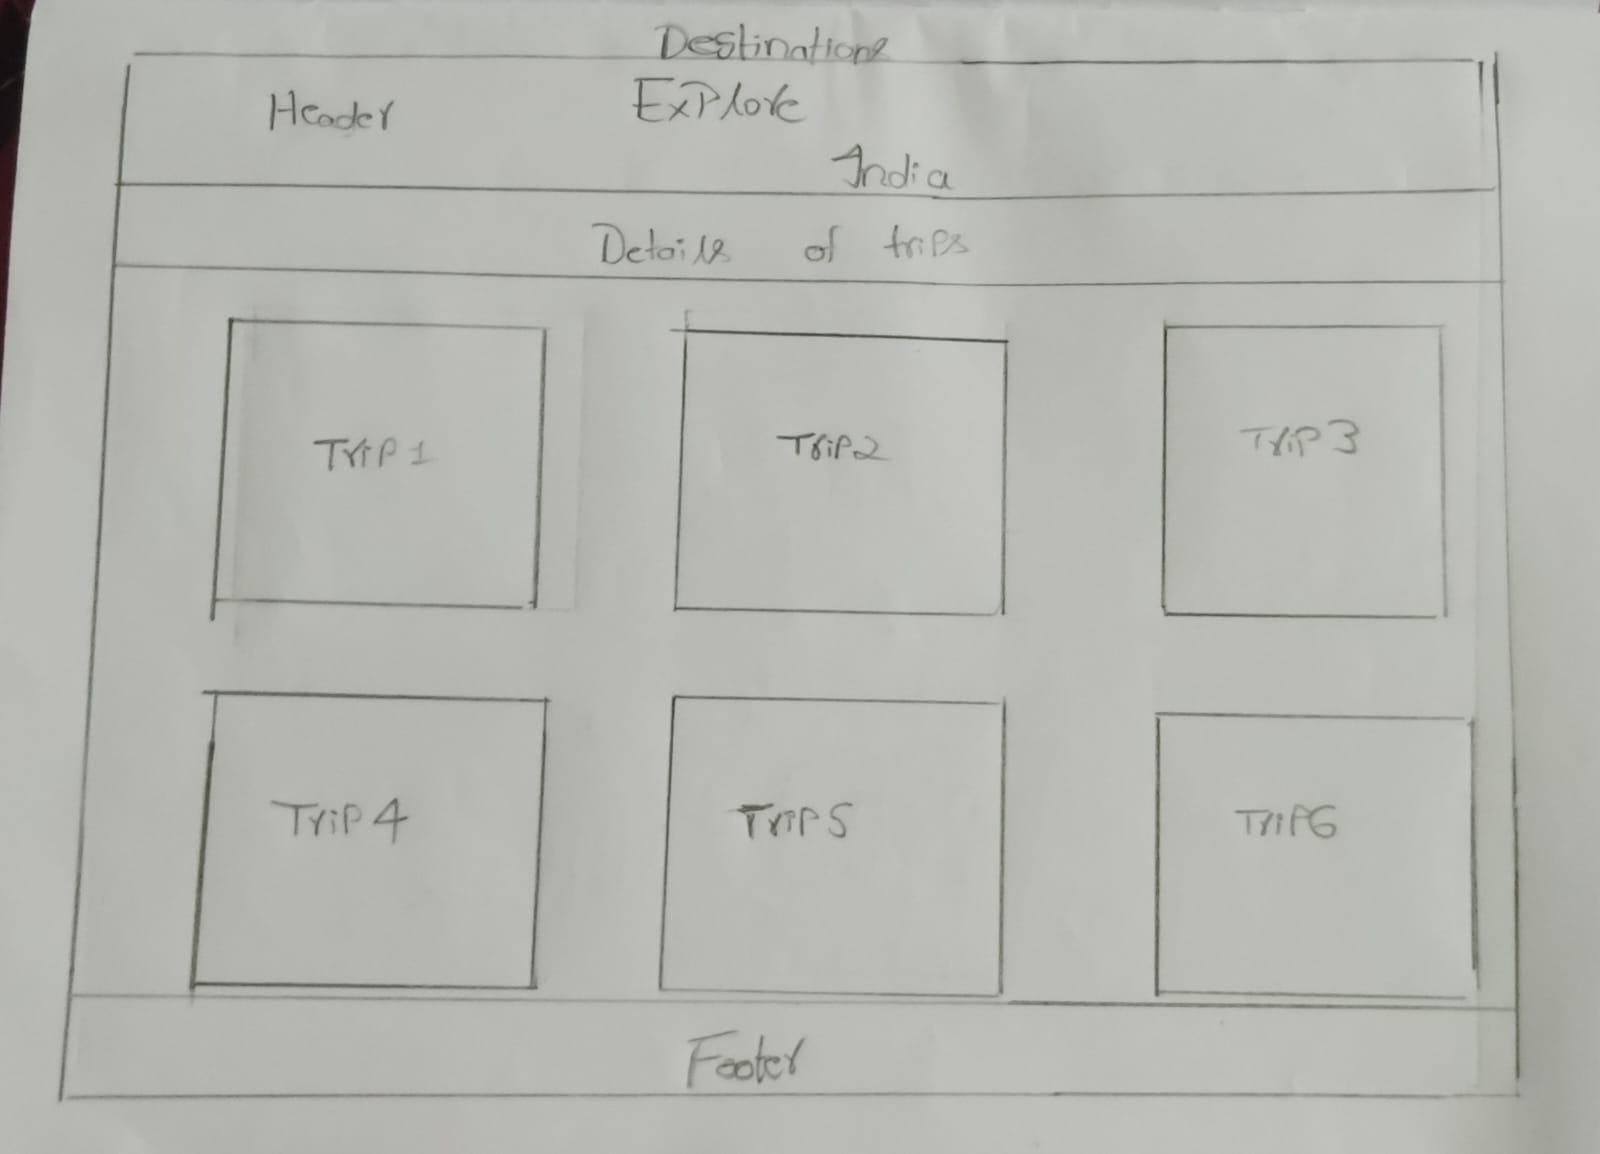 Destinations
Header Explore
India
Details of trips
Trip 1 Trip2 Trip 3
Trip 4 Trip 5 Trip6
Footer